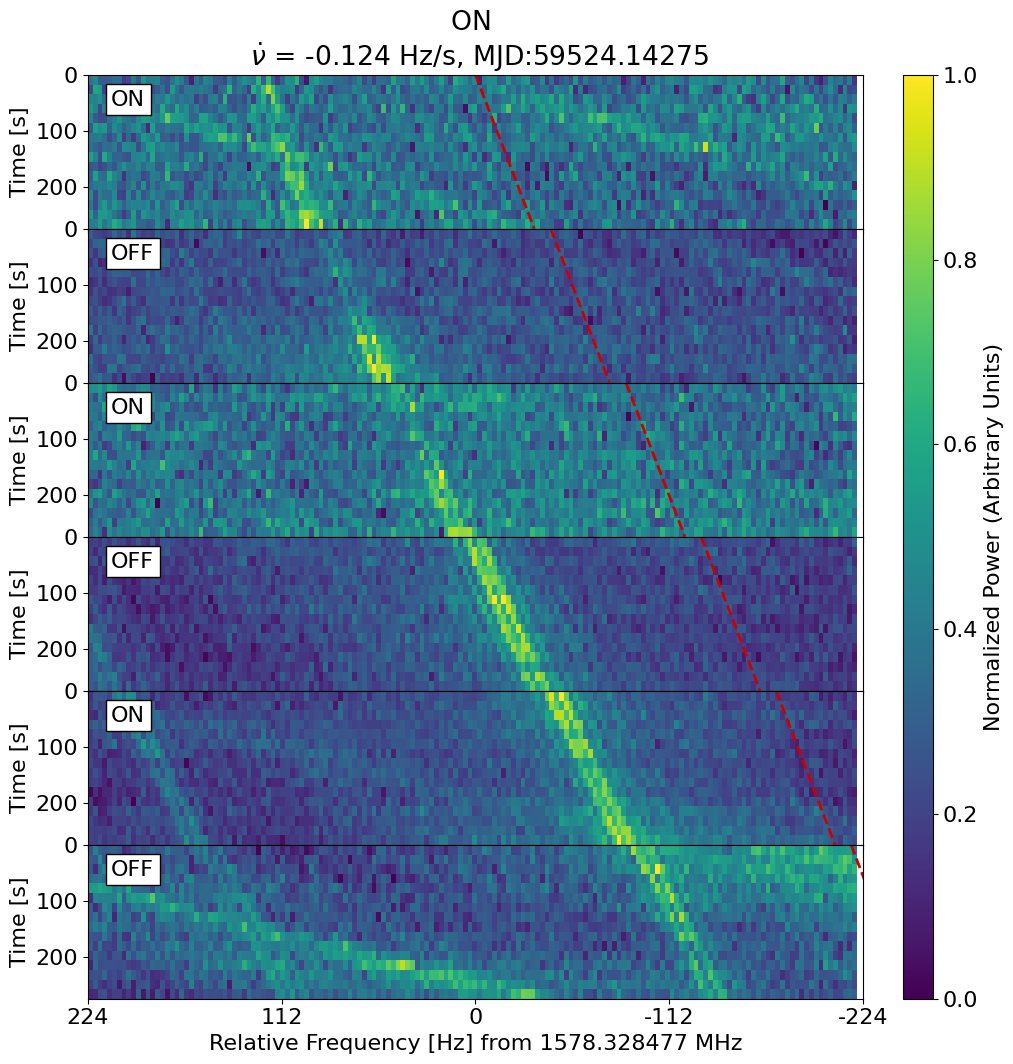 ON
ν̇ = -0.124 Hz/s, MJD:59524.14275
0
ON
100
Time [s]
200
0
OFF
100
Time [s]
200
0
ON
100
Time [s]
200
0
OFF
100
Time [s]
200
0
ON
100
Time [s]
200
0
OFF
100
Time [s]
200
224 112 0 -112 -224
Relative Frequency [Hz] from 1578.328477 MHz
1.0
0.8
0.6
0.4
0.2
0.0
Normalized Power (Arbitrary Units)